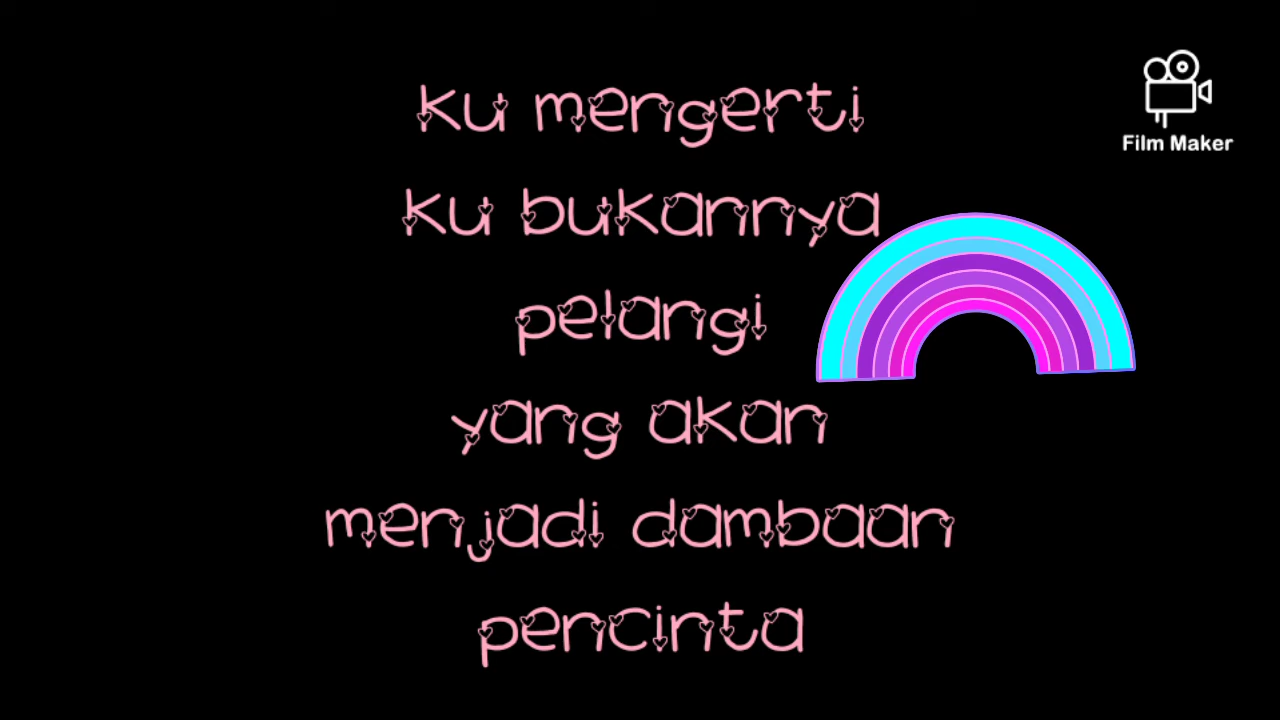 Ku mengerti
Ku bukannya
pelangi
yang akan
menjadi dambaan
pencinta
Film Maker